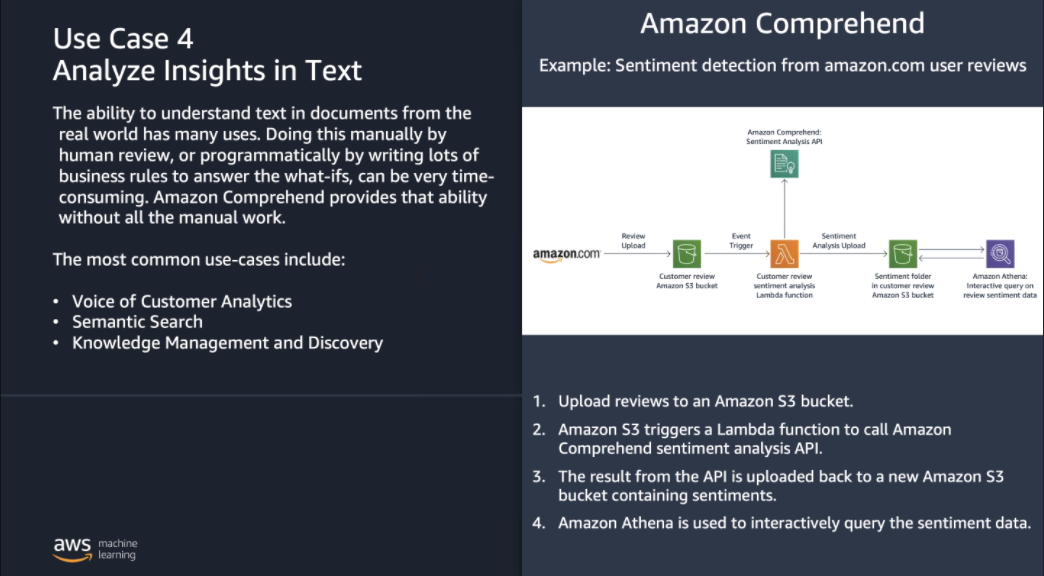 Use Case 4
Analyze Insights in Text
The ability to understand text in documents from the
real world has many uses. Doing this manually by
human review, or programmatically by writing lots of
business rules to answer the what-ifs, can be very time-
consuming. Amazon Comprehend provides that ability
without all the manual work.
The most common use-cases include:
• Voice of Customer Analytics
• Semantic Search
• Knowledge Management and Discovery
aws machine
learning
Amazon Comprehend
Example: Sentiment detection from amazon.com user reviews
Amazon Comprehend:
Sentiment Analysis API
amazon.com
Review
Upload
Customer review
Amazon S3 bucket
Event
Trigger
Customer review
sentiment analysis
Lambda function
Sentiment
Analysis Upload
Sentiment folder
in customer review
Amazon S3 bucket
Amazon Athena:
Interactive query on
review sentiment data
1. Upload reviews to an Amazon S3 bucket.
2. Amazon S3 triggers a Lambda function to call Amazon
Comprehend sentiment analysis API.
3. The result from the API is uploaded back to a new Amazon S3
bucket containing sentiments.
4. Amazon Athena is used to interactively query the sentiment data.